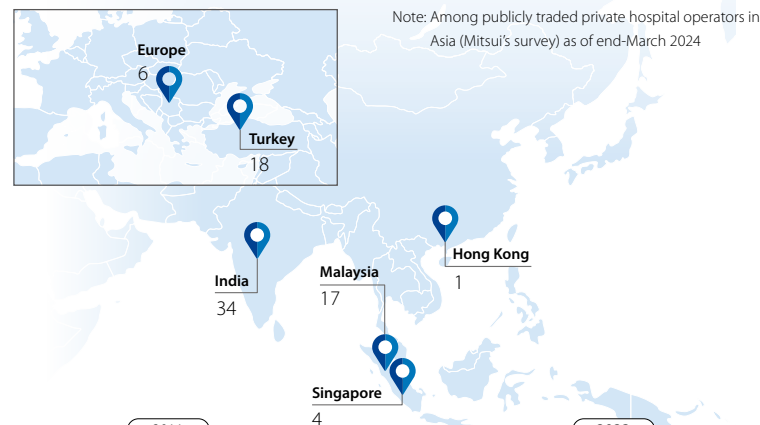 Note: Among publicly traded private hospital operators in
Asia (Mitsui’s survey) as of end-March 2024
Europe
6
Turkey
18
Hong Kong
1
India
34
Malaysia
17
Singapore
4